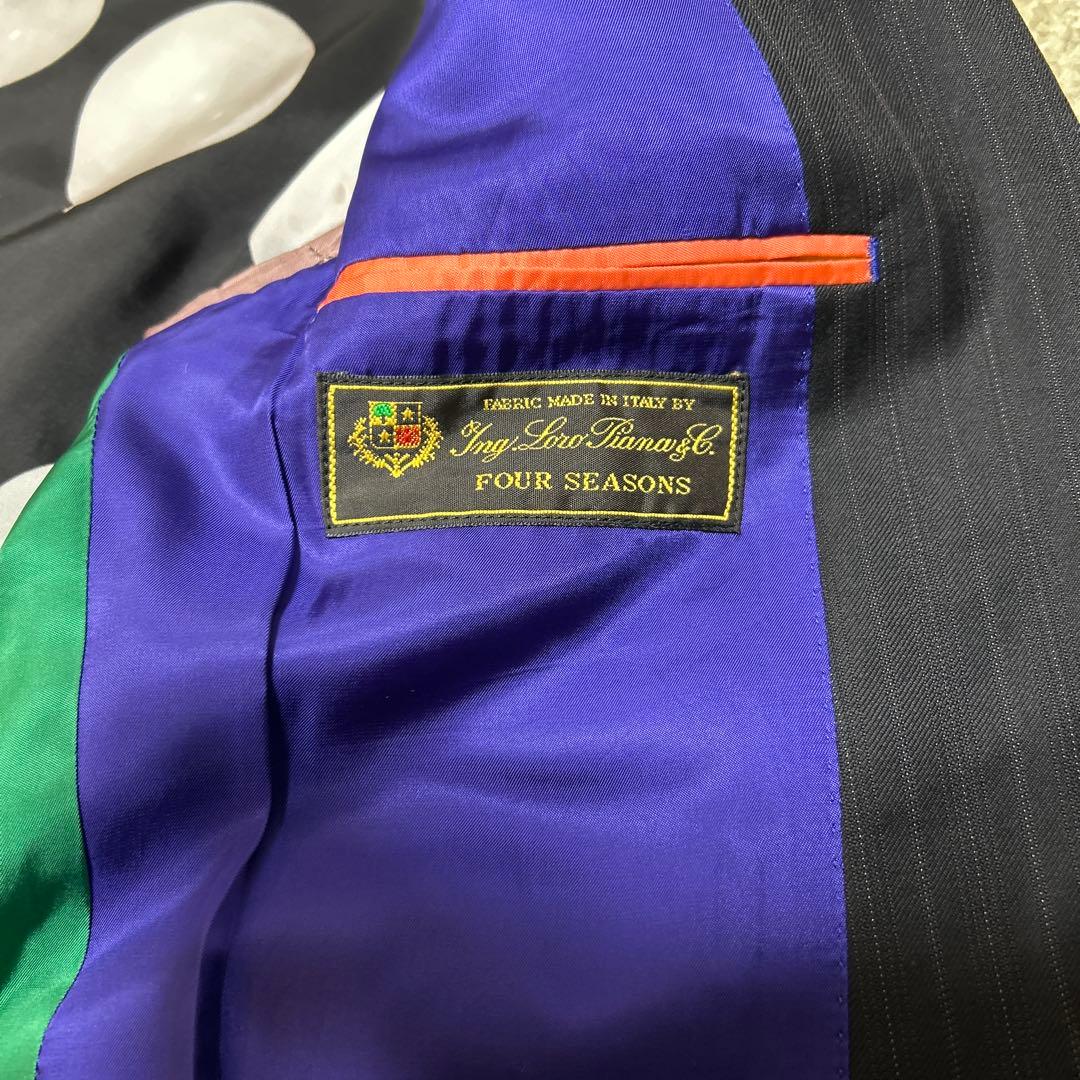 FABRIC MADE IN ITALY BY
Ing. Loro Piana & C.
FOUR SEASONS